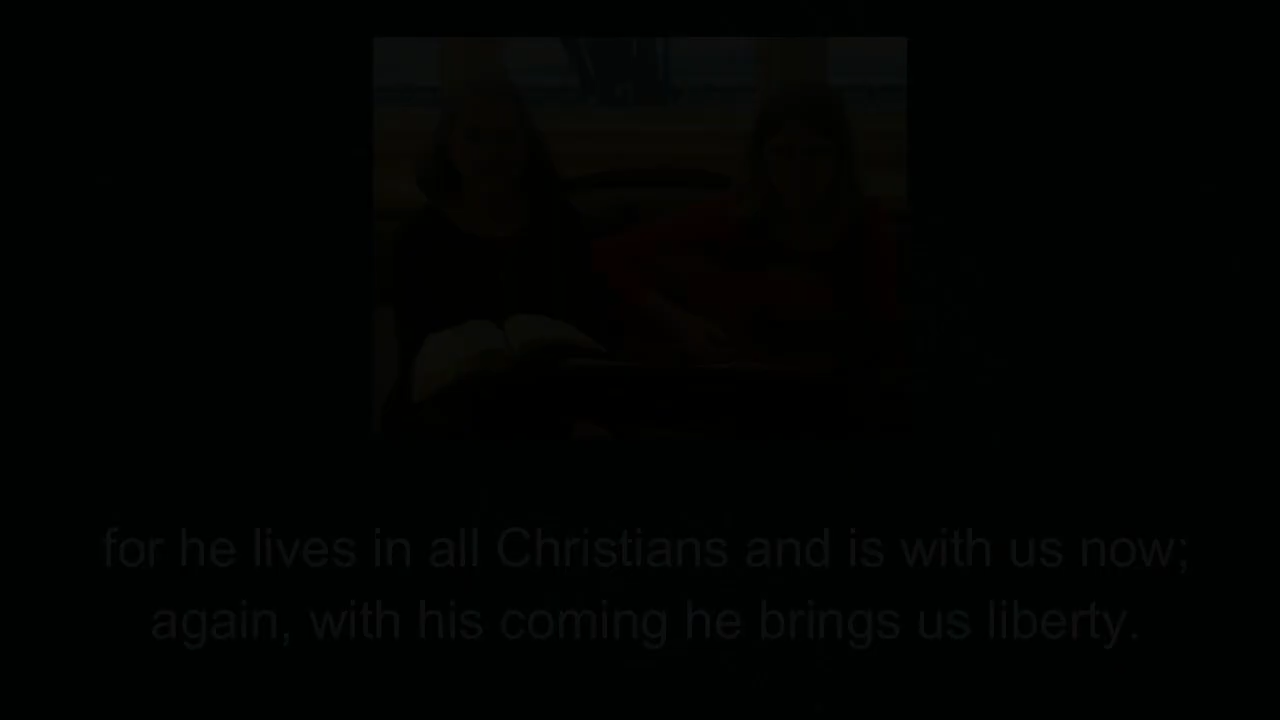 for he lives in all Christians and is with us now;
again, with his coming he brings us liberty.